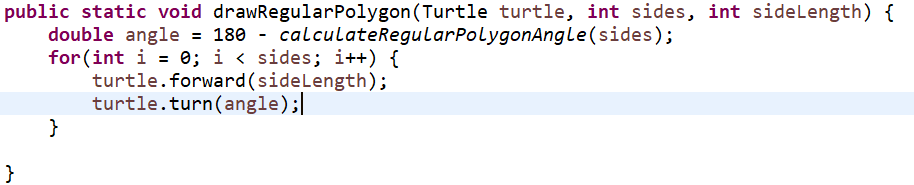 public static void drawRegularPolygon(Turtle turtle, int sides, int sideLength) {
    double angle = 180 - calculateRegularPolygonAngle(sides);
    for(int i = 0; i < sides; i++) {
        turtle.forward(sideLength);
        turtle.turn(angle);
    }
}